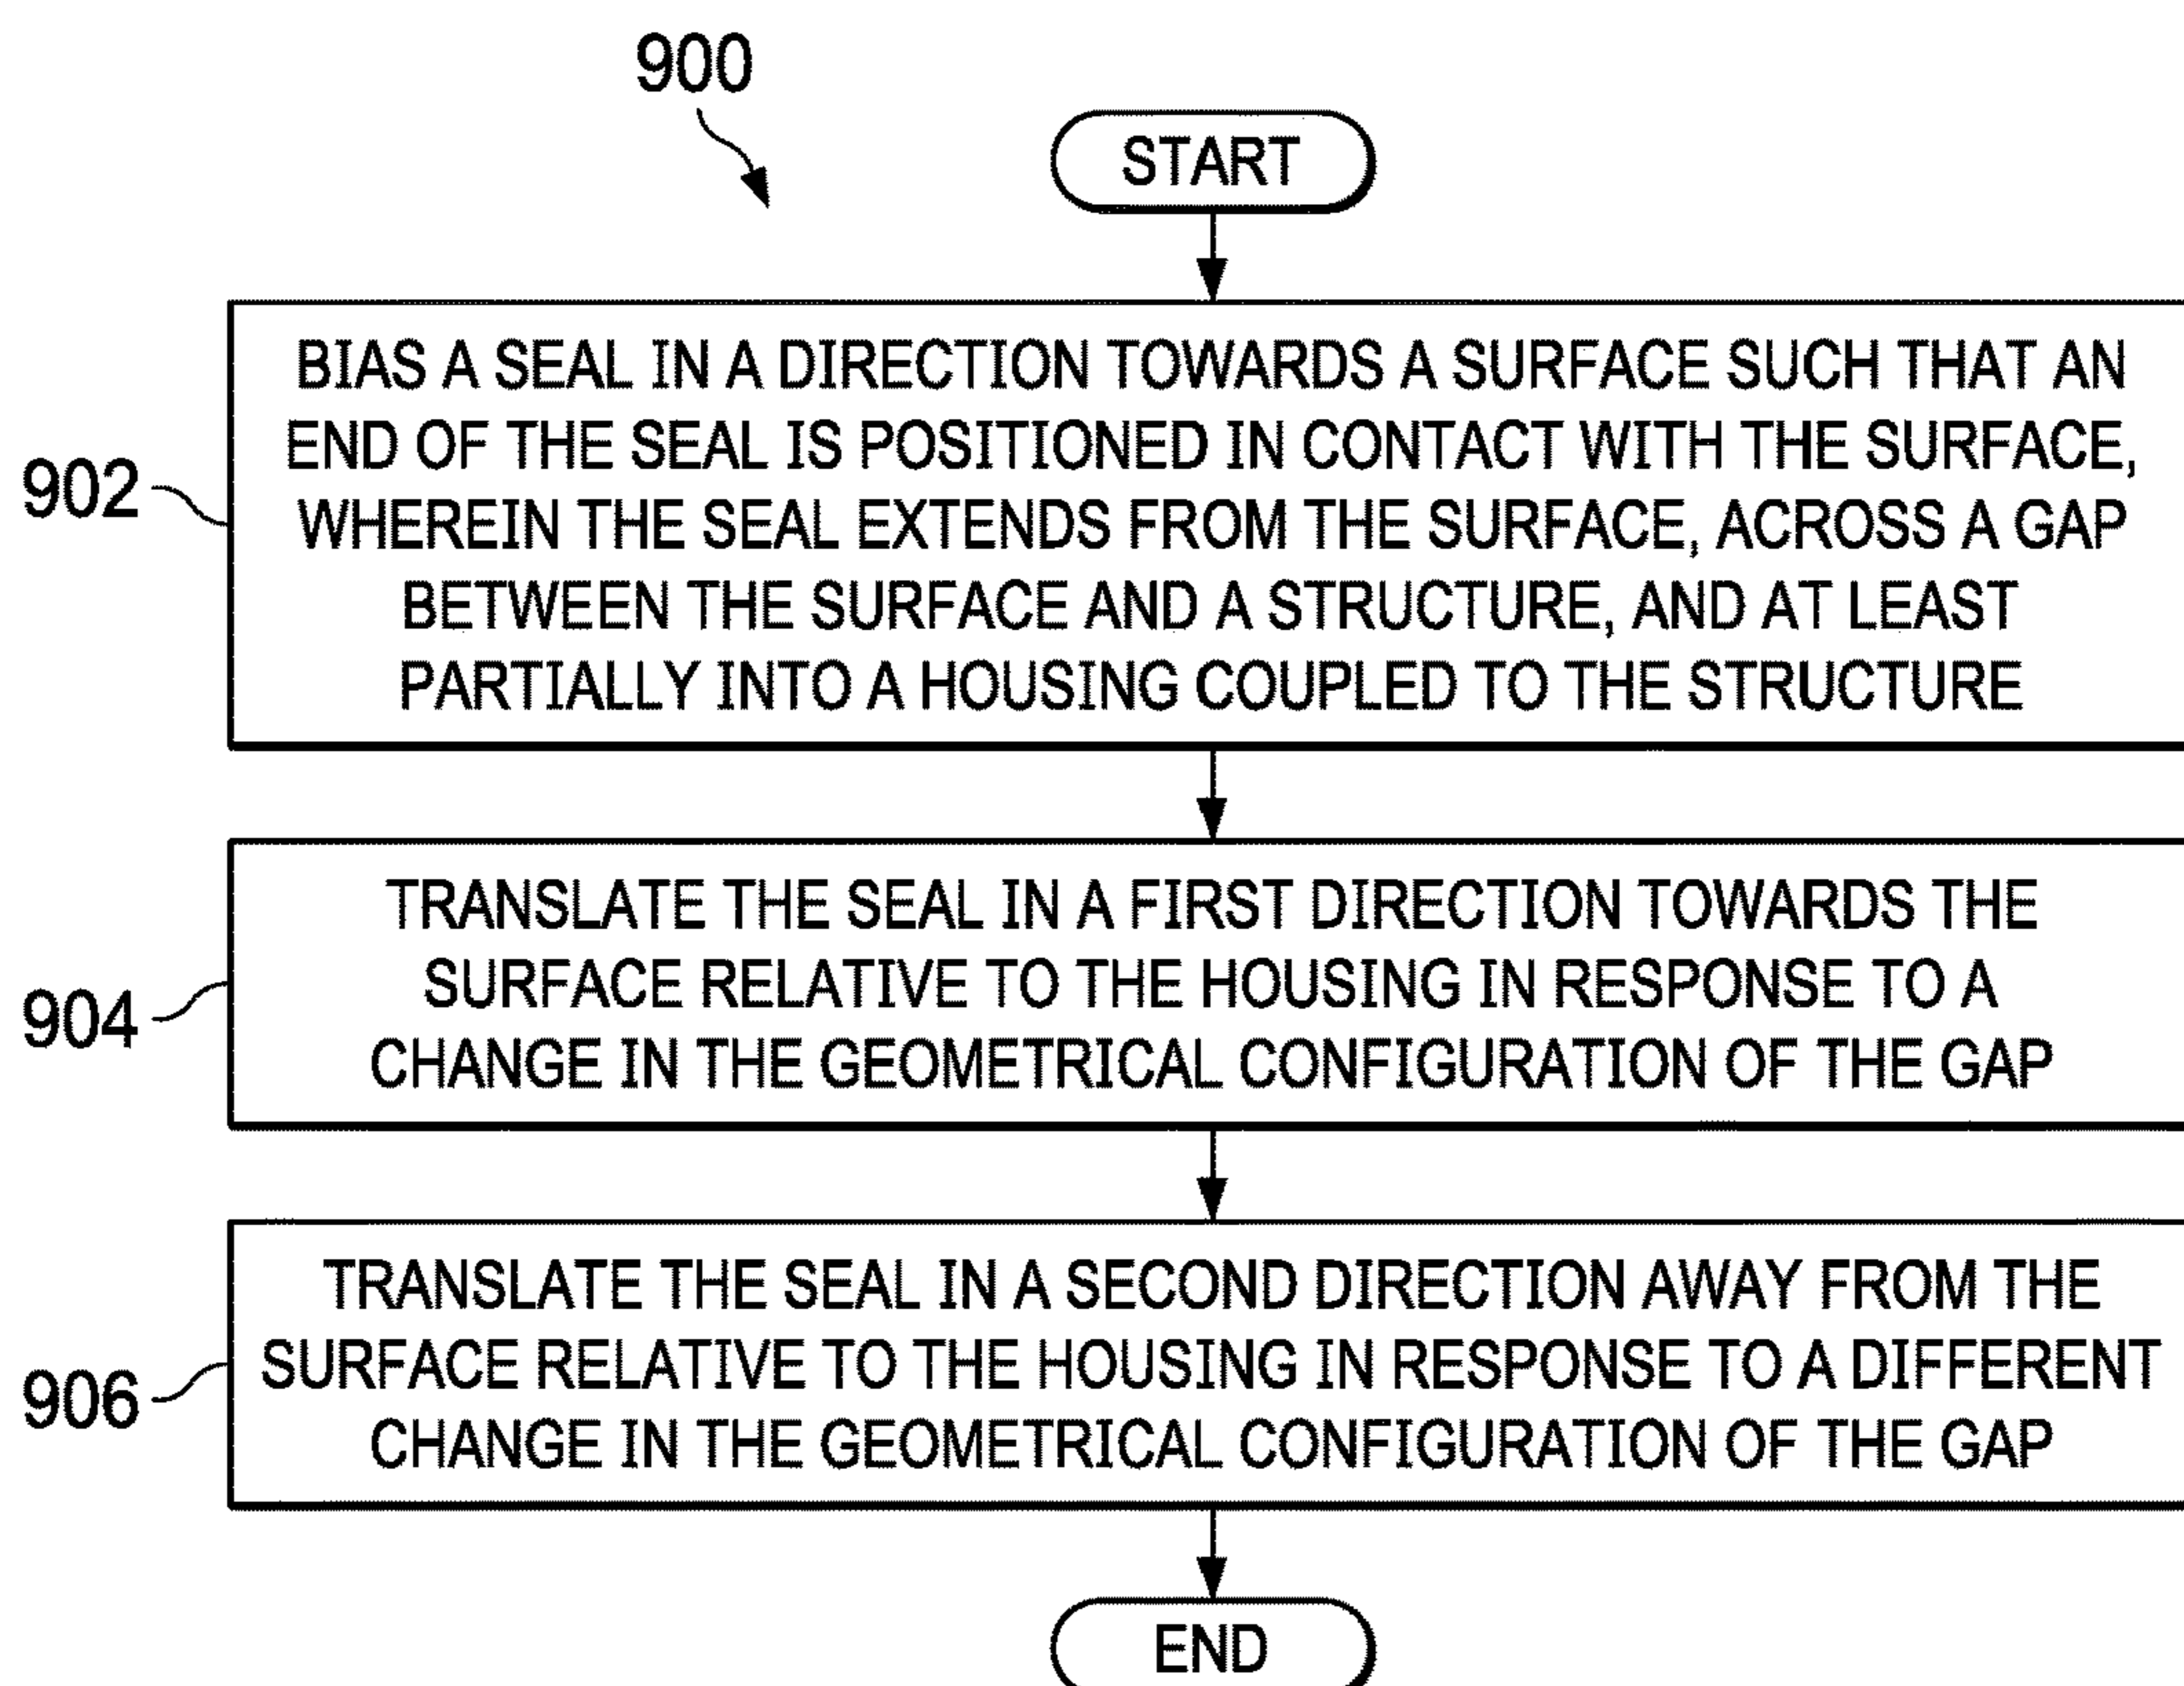 900
START
902
BIAS A SEAL IN A DIRECTION TOWARDS A SURFACE SUCH THAT AN
END OF THE SEAL IS POSITIONED IN CONTACT WITH THE SURFACE,
WHEREIN THE SEAL EXTENDS FROM THE SURFACE, ACROSS A GAP
BETWEEN THE SURFACE AND A STRUCTURE, AND AT LEAST
PARTIALLY INTO A HOUSING COUPLED TO THE STRUCTURE
904
TRANSLATE THE SEAL IN A FIRST DIRECTION TOWARDS THE
SURFACE RELATIVE TO THE HOUSING IN RESPONSE TO A
CHANGE IN THE GEOMETRICAL CONFIGURATION OF THE GAP
906
TRANSLATE THE SEAL IN A SECOND DIRECTION AWAY FROM THE
SURFACE RELATIVE TO THE HOUSING IN RESPONSE TO A DIFFERENT
CHANGE IN THE GEOMETRICAL CONFIGURATION OF THE GAP
END